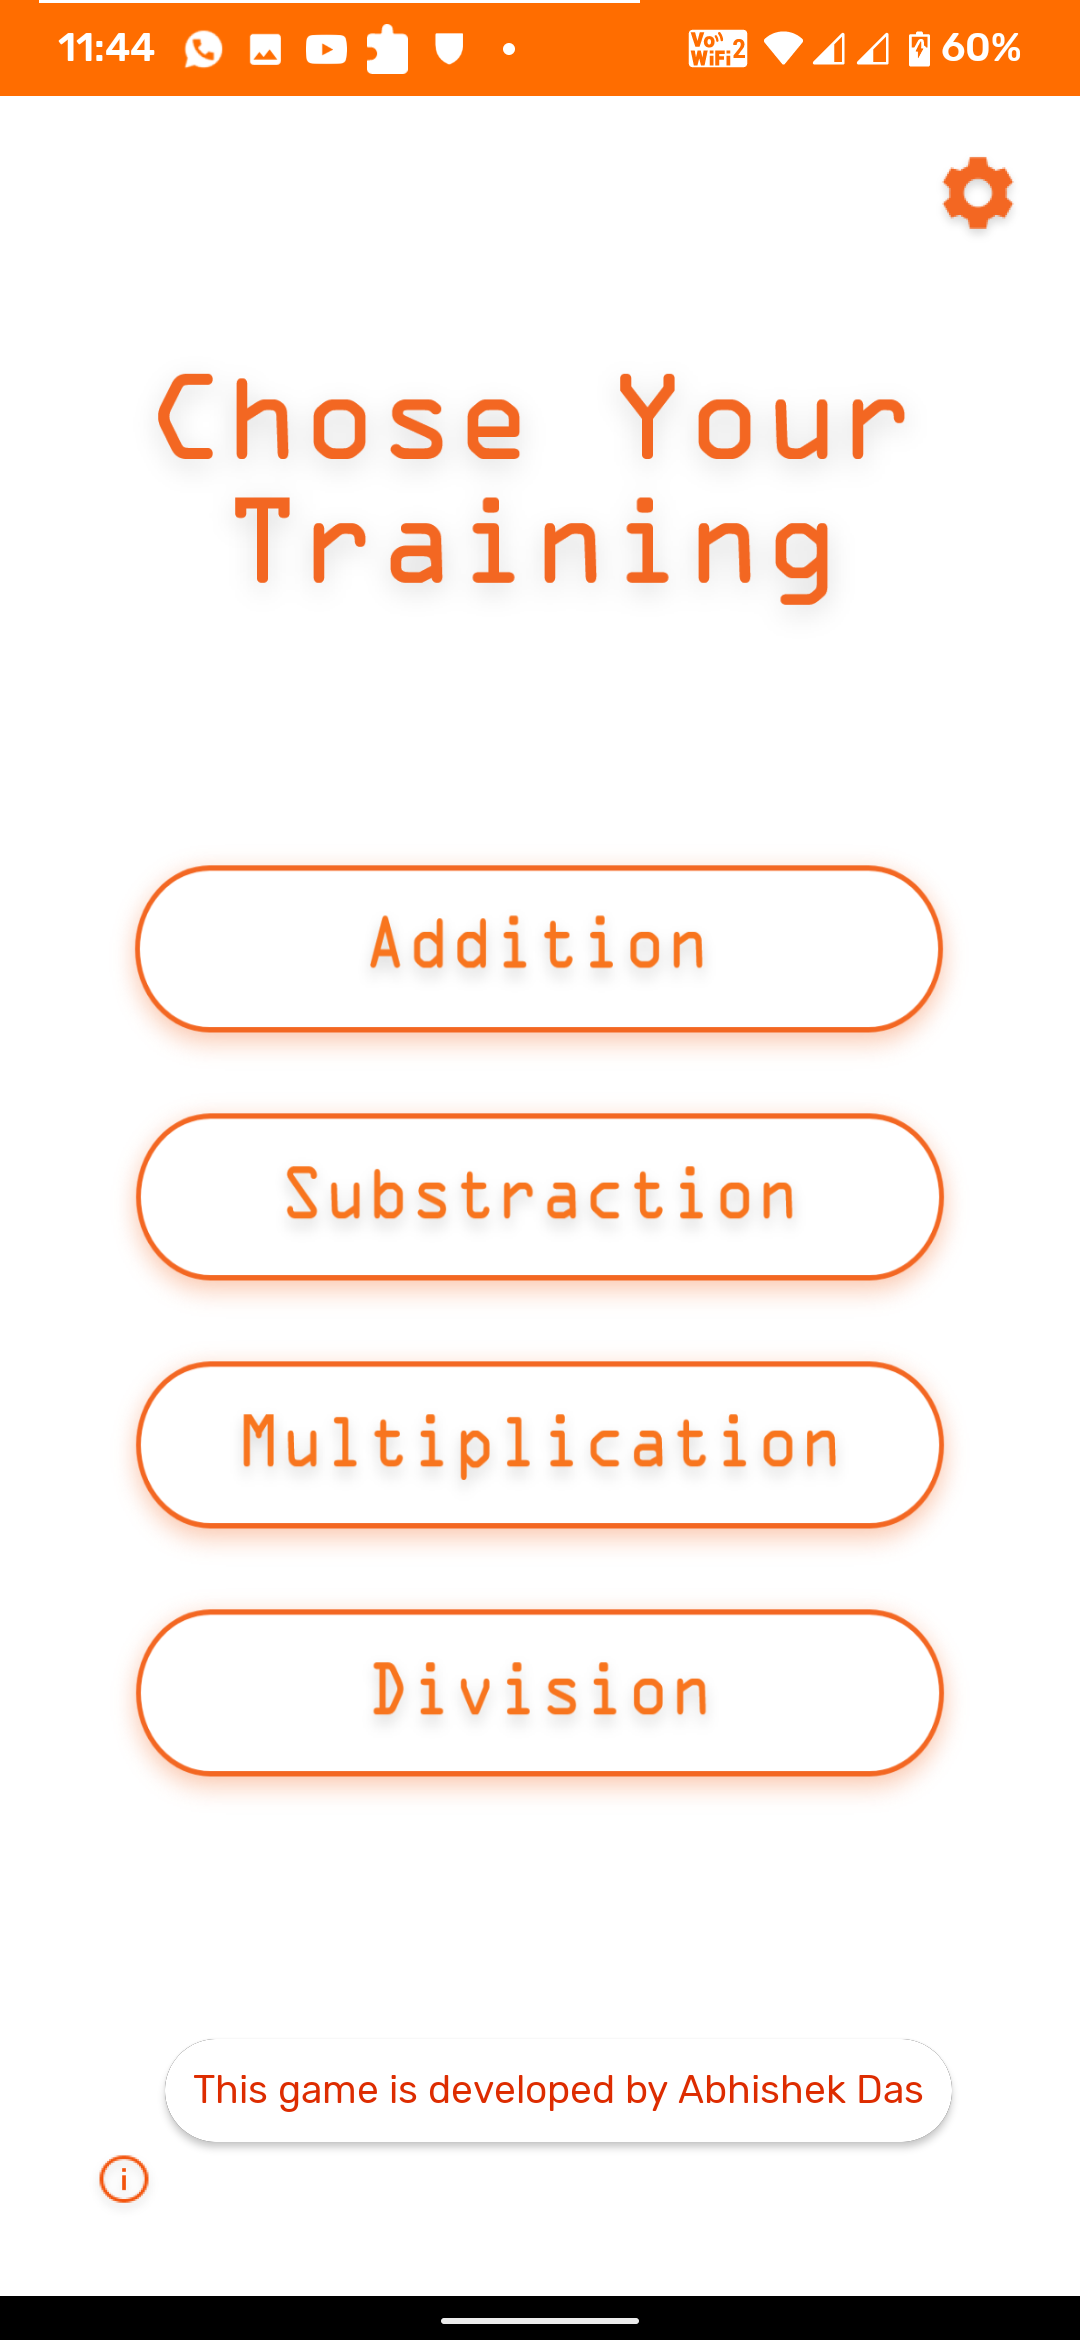 11:44
Vo WiFi 2
60%
Chose Your
Training
Addition
Substraction
Multiplication
Division
This game is developed by Abhishek Das
i